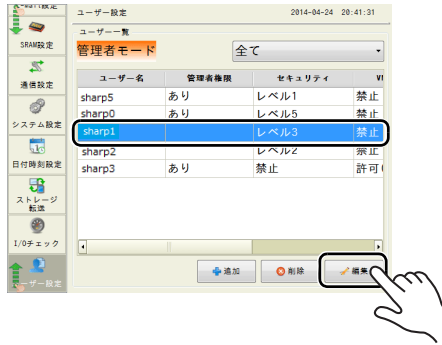 ユーザー設定
2014-04-24 20:41:31
ユーザー一覧
管理者モード
全て
SRAM設定
通信設定
システム設定
日付時刻設定
ストレージ
転送
I/Oチェック
ユーザー設定
ユーザー名 管理者権限 セキュリティ
sharp5 あり レベル1 禁止
sharp0 あり レベル5 禁止
sharp1 レベル3 禁止
sharp2 レベル2 禁止
sharp3 あり 禁止 許可
追加
削除
編集